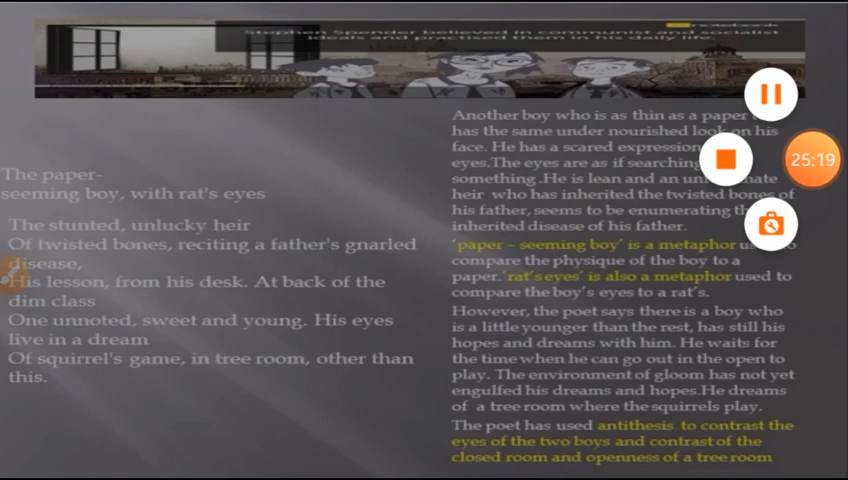 notebook
Stephen Spender believed in communist and socialist
ideals and practised them in his daily life.
The paper-
seeming boy, with rat's eyes
The stunted, unlucky heir
Of twisted bones, reciting a father's gnarled
disease,
His lesson, from his desk. At back of the
dim class
One unnoted, sweet and young. His eyes
live in a dream
Of squirrel's game, in tree room, other than
this.
Another boy who is as thin as a paper
has the same under nourished look on his
face. He has a scared expression
eyes.The eyes are as if searching
something .He is lean and an
heir who has inherited the twisted bones of
his father, seems to be enumerating
inherited disease of his father.
'paper – seeming boy' is a metaphor
compare the physique of the boy to a
paper.'rat's eyes' is also a metaphor used to
compare the boy's eyes to a rat's.
However, the poet says there is a boy who
is a little younger than the rest, has still his
hopes and dreams with him. He waits for
the time when he can go out in the open to
play. The environment of gloom has not yet
engulfed his dreams and hopes.He dreams
of a tree room where the squirrels play.
The poet has used antithesis to contrast the
eyes of the two boys and contrast of the
closed room and openness of a tree room
25:19